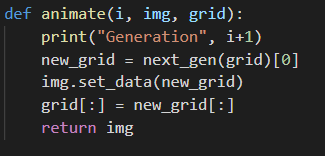 def animate(i, img, grid):
    print("Generation", i+1)
    new_grid = next_gen(grid)[0]
    img.set_data(new_grid)
    grid[:] = new_grid[:]
    return img